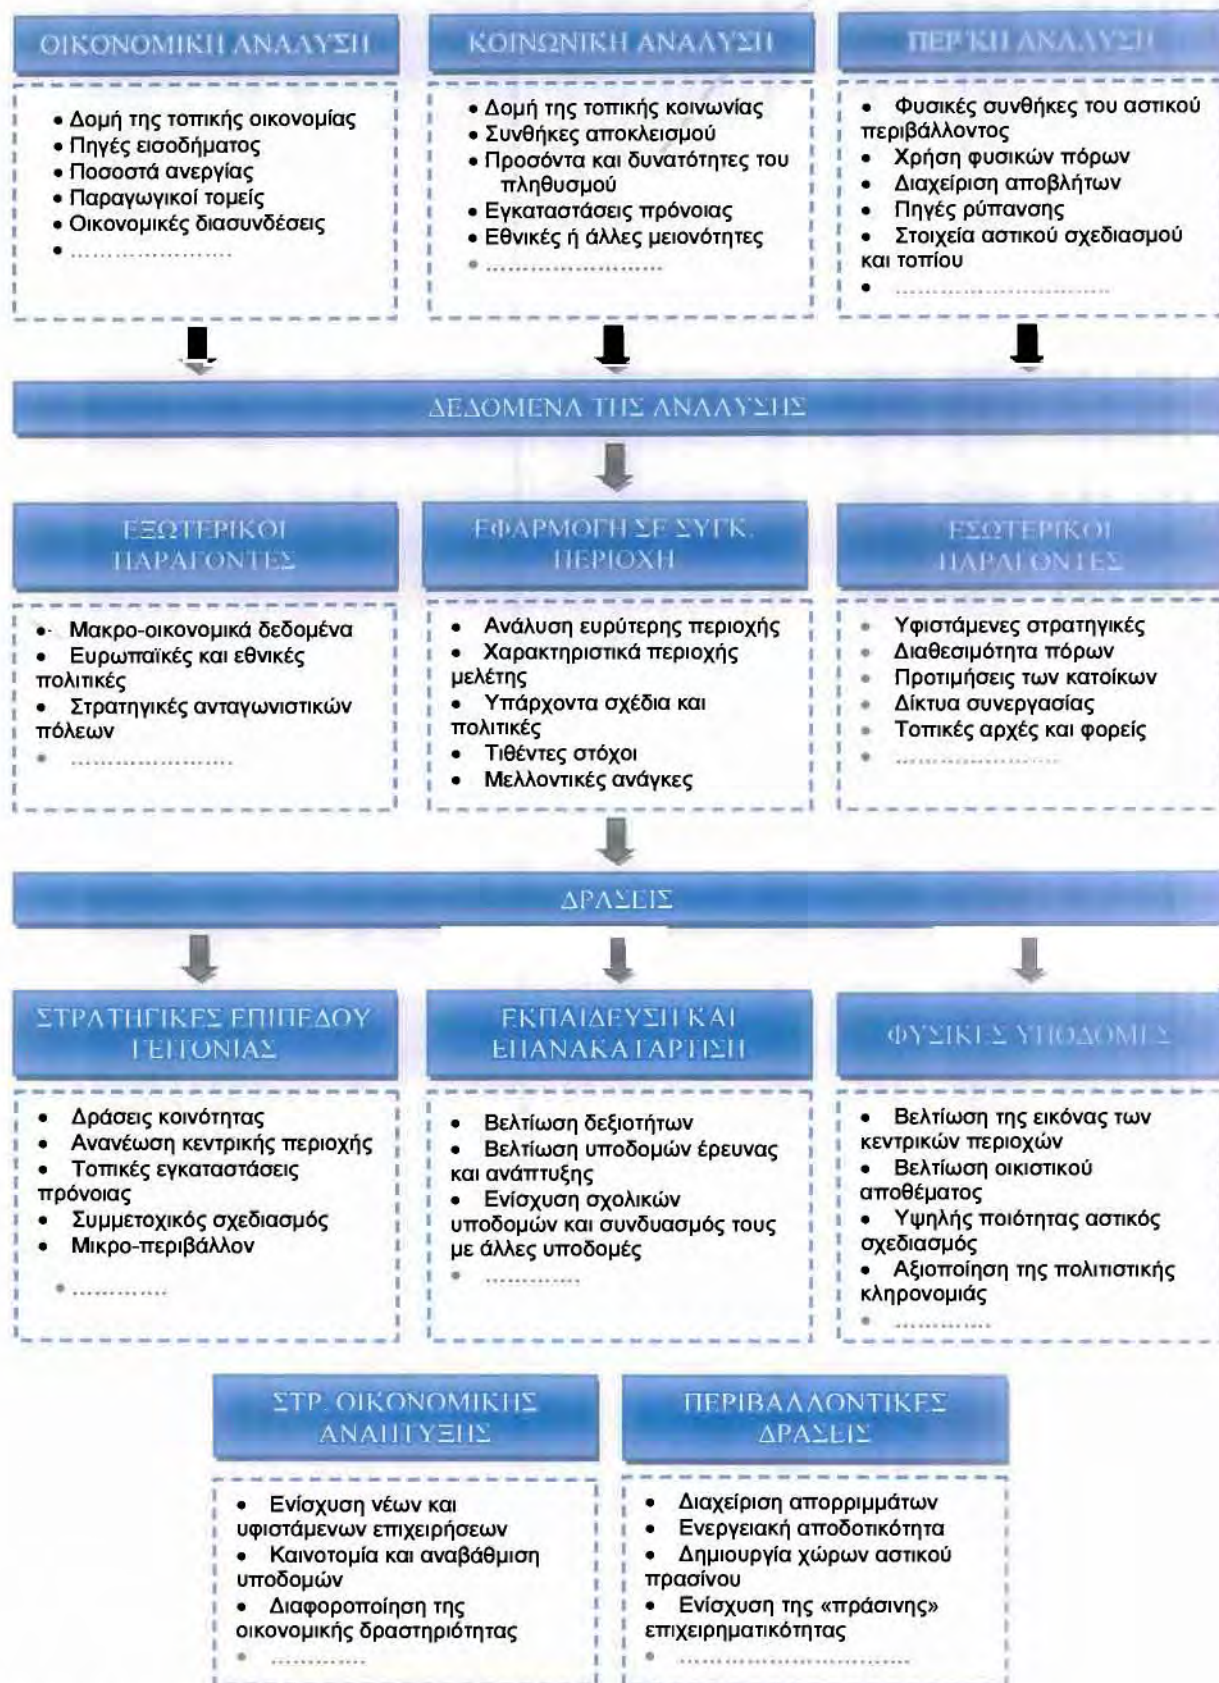 ΟΙΚΟΝΟΜΙΚΗ ΑΝΑΛΥΣΗ
• Δομή της τοπικής οικονομίας
• Πηγές εισοδήματος
• Ποσοστά ανεργίας
• Παραγωγικοί τομείς
• Οικονομικές διασυνδέσεις
• ........................
ΚΟΙΝΩΝΙΚΗ ΑΝΑΛΥΣΗ
• Δομή της τοπικής κοινωνίας
• Συνθήκες αποκλεισμού
• Προσόντα και δυνατότητες του
πληθυσμού
• Εγκαταστάσεις πρόνοιας
• Εθνικές ή άλλες μειονότητες
• ..........................
ΠΕΡ/ΚΗ ΑΝΑΛΥΣΗ
• Φυσικές συνθήκες του αστικού
περιβάλλοντος
• Χρήση φυσικών πόρων
• Διαχείριση αποβλήτων
• Πηγές ρύπανσης
• Στοιχεία αστικού σχεδιασμού
και τοπίου
• ................................
ΔΕΔΟΜΕΝΑ ΤΗΣ ΑΝΑΛΥΣΗΣ
ΕΞΩΤΕΡΙΚΟΙ
ΠΑΡΑΓΟΝΤΕΣ
• Μακρο-οικονομικά δεδομένα
• Ευρωπαϊκές και εθνικές
πολιτικές
• Στρατηγικές ανταγωνιστικών
πόλεων
• ........................
ΕΦΑΡΜΟΓΗ ΣΕ ΣΥΓΚ.
ΠΕΡΙΟΧΗ
• Ανάλυση ευρύτερης περιοχής
• Χαρακτηριστικά περιοχής
μελέτης
• Υπάρχοντα σχέδια και
πολιτικές
• Τιθέντες στόχοι
• Μελλοντικές ανάγκες
ΕΣΩΤΕΡΙΚΟΙ
ΠΑΡΑΓΟΝΤΕΣ
• Υφιστάμενες στρατηγικές
• Διαθεσιμότητα πόρων
• Προτιμήσεις των κατοίκων
• Δίκτυα συνεργασίας
• Τοπικές αρχές και φορείς
• ........................
ΔΡΑΣΕΙΣ
ΣΤΡΑΤΗΓΙΚΕΣ ΕΠΙΠΕΔΟΥ
ΓΕΙΤΟΝΙΑΣ
• Δράσεις κοινότητας
• Ανανέωση κεντρικής περιοχής
• Τοπικές εγκαταστάσεις
πρόνοιας
• Συμμετοχικός σχεδιασμός
• Μικρο-περιβάλλον
• ..............
ΕΚΠΑΙΔΕΥΣΗ ΚΑΙ
ΕΠΑΝΑΚΑΤΑΡΤΙΣΗ
• Βελτίωση δεξιοτήτων
• Βελτίωση υποδομών έρευνας
και ανάπτυξης
• Ενίσχυση σχολικών
υποδομών και συνδυασμός τους
με άλλες υποδομές
• ..............
ΦΥΣΙΚΕΣ ΥΠΟΔΟΜΕΣ
• Βελτίωση της εικόνας των
κεντρικών περιοχών
• Βελτίωση οικιστικού
αποθέματος
• Υψηλής ποιότητας αστικός
σχεδιασμός
• Αξιοποίηση της πολιτιστικής
κληρονομιάς
• ..............
ΣΤΡ. ΟΙΚΟΝΟΜΙΚΗΣ
ΑΝΑΠΤΥΞΗΣ
• Ενίσχυση νέων και
υφιστάμενων επιχειρήσεων
• Καινοτομία και αναβάθμιση
υποδομών
• Διαφοροποίηση της
οικονομικής δραστηριότητας
• ..............
ΠΕΡΙΒΑΛΛΟΝΤΙΚΕΣ
ΔΡΑΣΕΙΣ
• Διαχείριση απορριμμάτων
• Ενεργειακή αποδοτικότητα
• Δημιουργία χώρων αστικού
πρασίνου
• Ενίσχυση της «πράσινης»
επιχειρηματικότητας
• ..................................